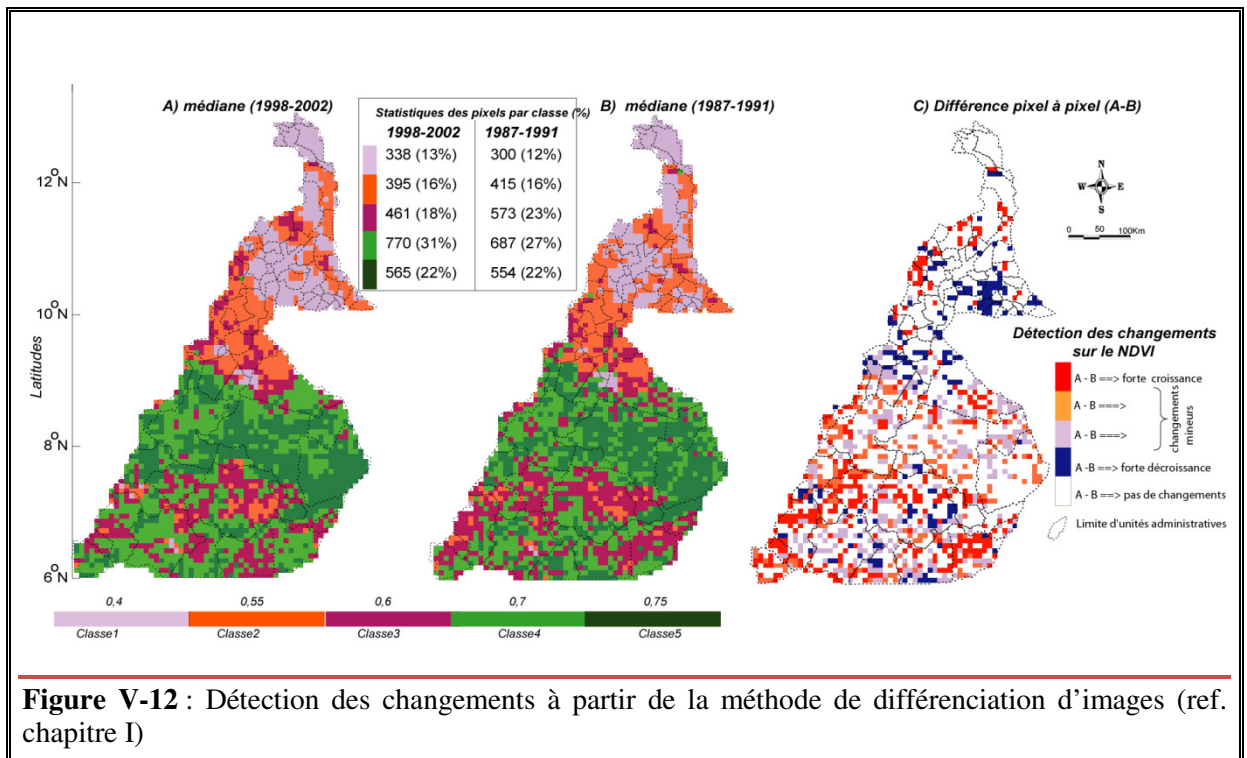 A) médiane (1998-2002)
Statistiques des pixels par classe (%)
1998-2002 1987-1991
338 (13%) 300 (12%)
395 (16%) 415 (16%)
461 (18%) 573 (23%)
770 (31%) 687 (27%)
565 (22%) 554 (22%)
B) médiane (1987-1991)
C) Différence pixel à pixel (A-B)
N
W E
S
0 50 100Km
12°N
10°N
8°N
6°N
Latitudes
Détection des changements
sur le NDVI
A - B ==> forte croissance
A - B ===>
A - B ===>
changements
mineurs
A -B ==> forte décroissance
A - B ==> pas de changements
Limite d'unités administratives
0,4 0,55 0,6 0,7 0,75
Classe1 Classe2 Classe3 Classe4 Classe5
Figure V-12 : Détection des changements à partir de la méthode de différenciation d'images (ref.
chapitre I)